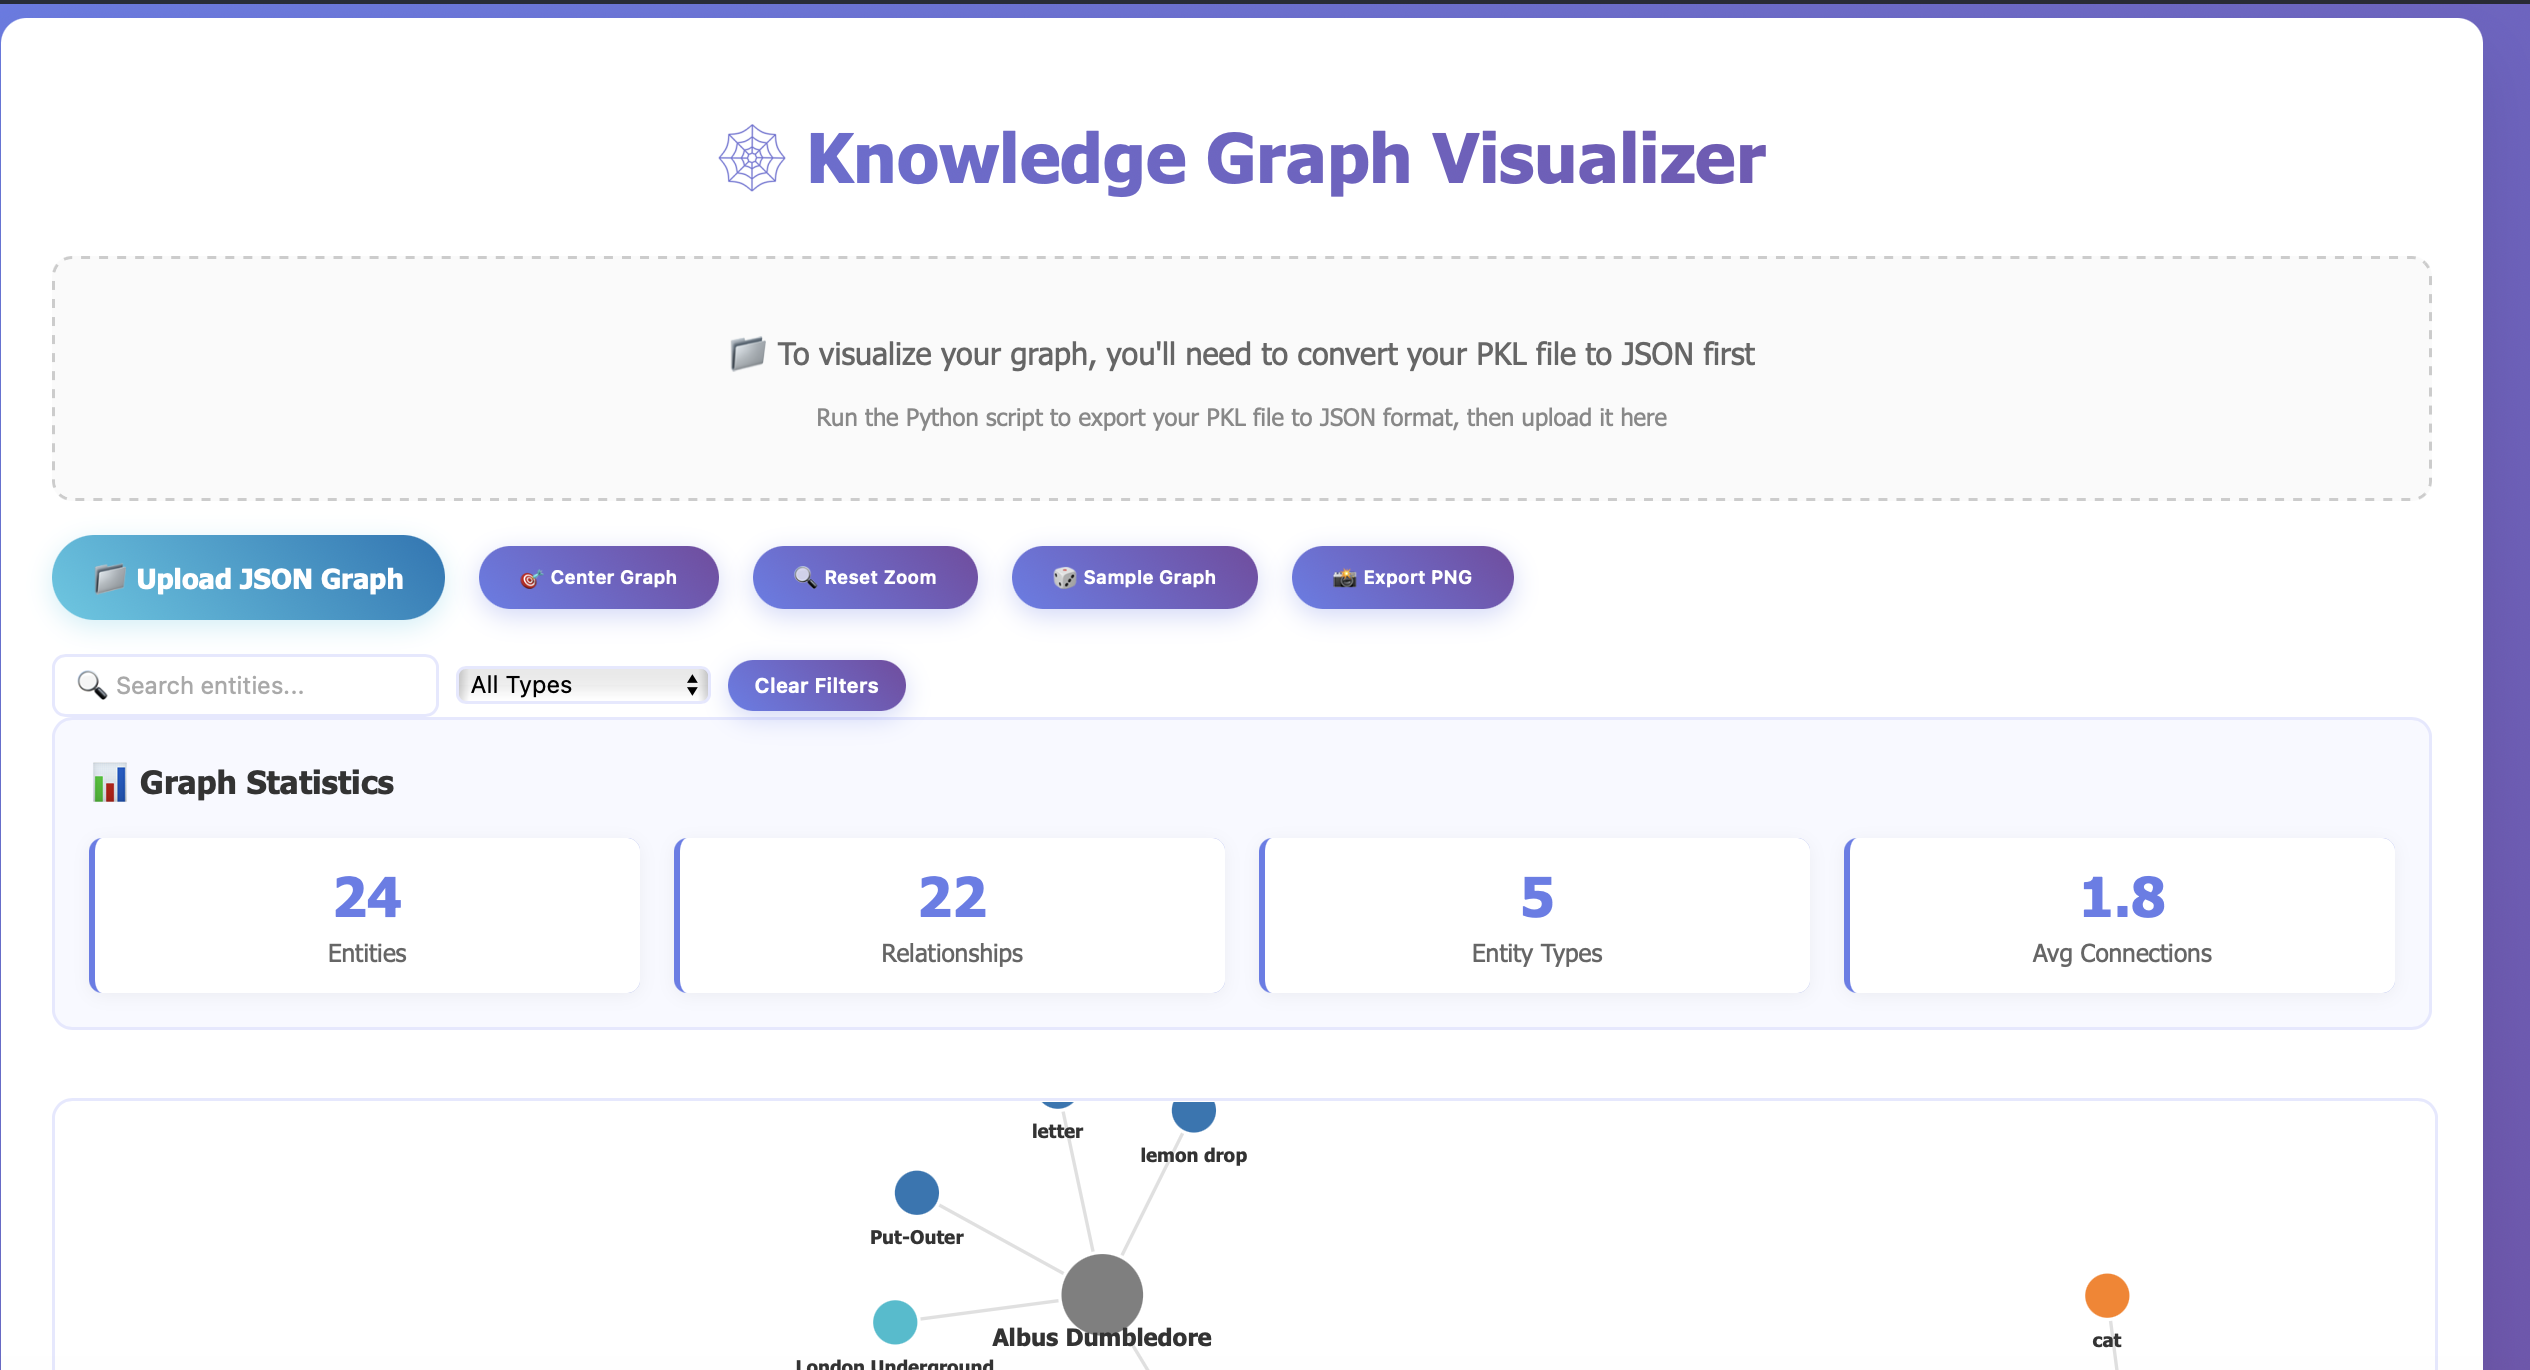 🕸 Knowledge Graph Visualizer
📁 To visualize your graph, you'll need to convert your PKL file to JSON first
Run the Python script to export your PKL file to JSON format, then upload it here
📁 Upload JSON Graph
🎯 Center Graph
🔍 Reset Zoom
🎲 Sample Graph
📸 Export PNG
🔍 Search entities...
All Types
Clear Filters
📊 Graph Statistics
24
Entities
22
Relationships
5
Entity Types
1.8
Avg Connections
letter
lemon drop
Put-Outer
Albus Dumbledore
cat
London Underground